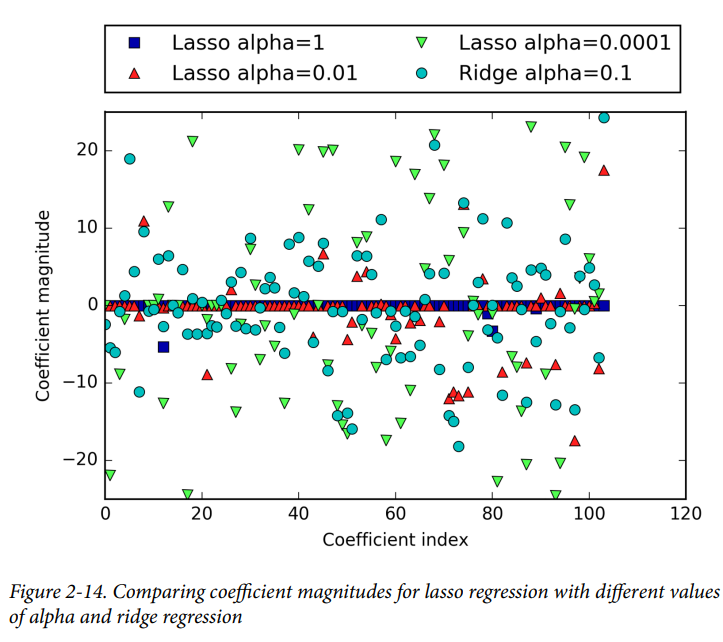 Lasso alpha=1
Lasso alpha=0.01
Lasso alpha=0.0001
Ridge alpha=0.1
20
10
0
−10
−20
Coefficient magnitude
0 20 40 60 80 100 120
Coefficient index
Figure 2-14. Comparing coefficient magnitudes for lasso regression with different values
of alpha and ridge regression